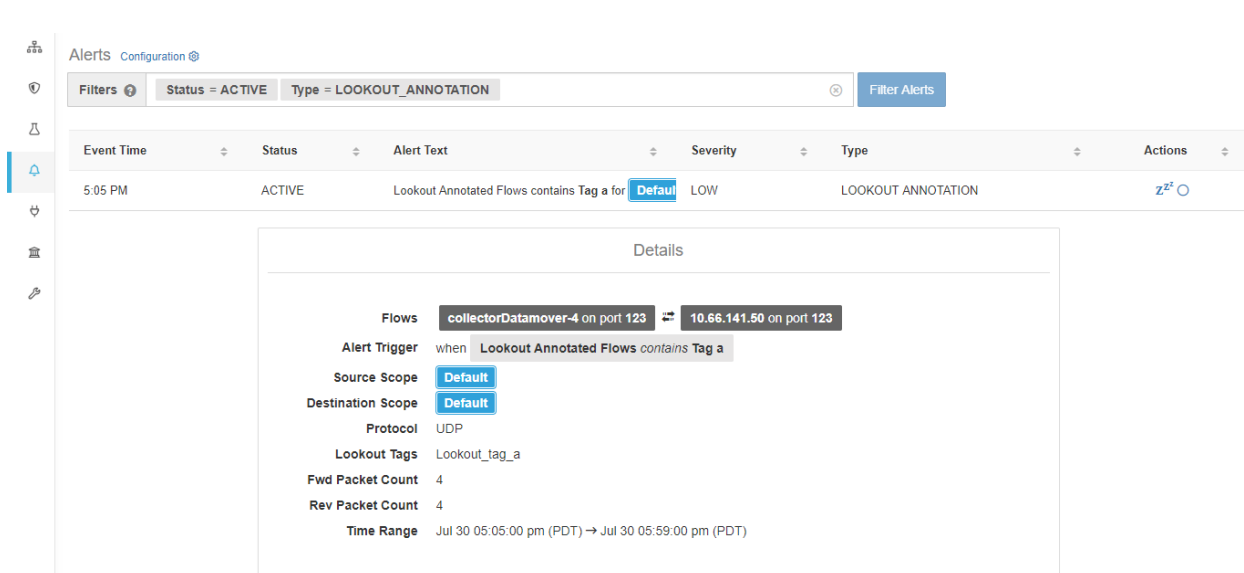 Alerts Configuration
Filters Status = ACTIVE Type = LOOKOUT_ANNOTATION Filter Alerts
Event Time Status Alert Text Severity Type Actions
5:05 PM ACTIVE Lookout Annotated Flows contains Tag a for Defaul LOW LOOKOUT ANNOTATION zzz
Details
Flows collectorDatamover-4 on port 123 10.66.141.50 on port 123
Alert Trigger when Lookout Annotated Flows contains Tag a
Source Scope Default
Destination Scope Default
Protocol UDP
Lookout Tags Lookout_tag_a
Fwd Packet Count 4
Rev Packet Count 4
Time Range Jul 30 05:05:00 pm (PDT) → Jul 30 05:59:00 pm (PDT)